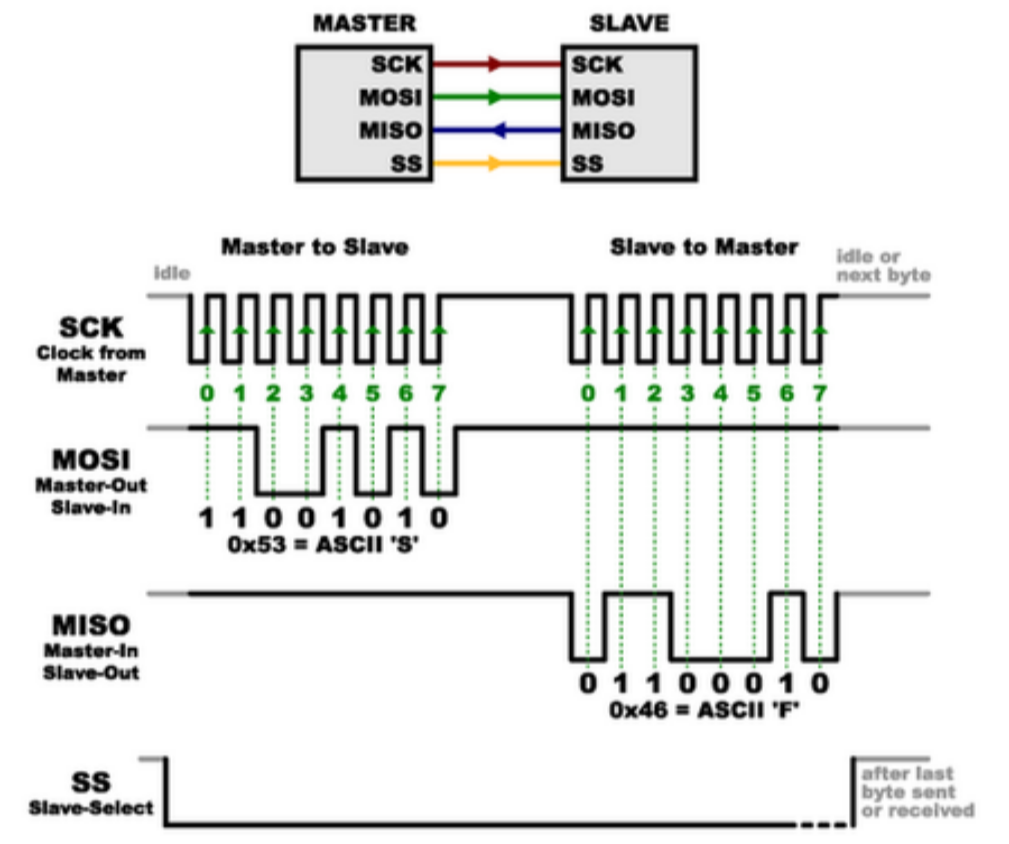 MASTER SLAVE
SCK SCK
MOSI MOSI
MISO MISO
SS SS
Master to Slave
Slave to Master
idle
idle or
next byte
SCK
Clock from
Master
0 1 2 3 4 5 6 7
0 1 2 3 4 5 6 7
MOSI
Master-Out
Slave-In
1 1 0 0 1 0 1 0
0x53 = ASCII 'S'
MISO
Master-In
Slave-Out
0 1 1 0 0 0 1 0
0x46 = ASCII 'F'
SS
Slave-Select
after last
byte sent
or received